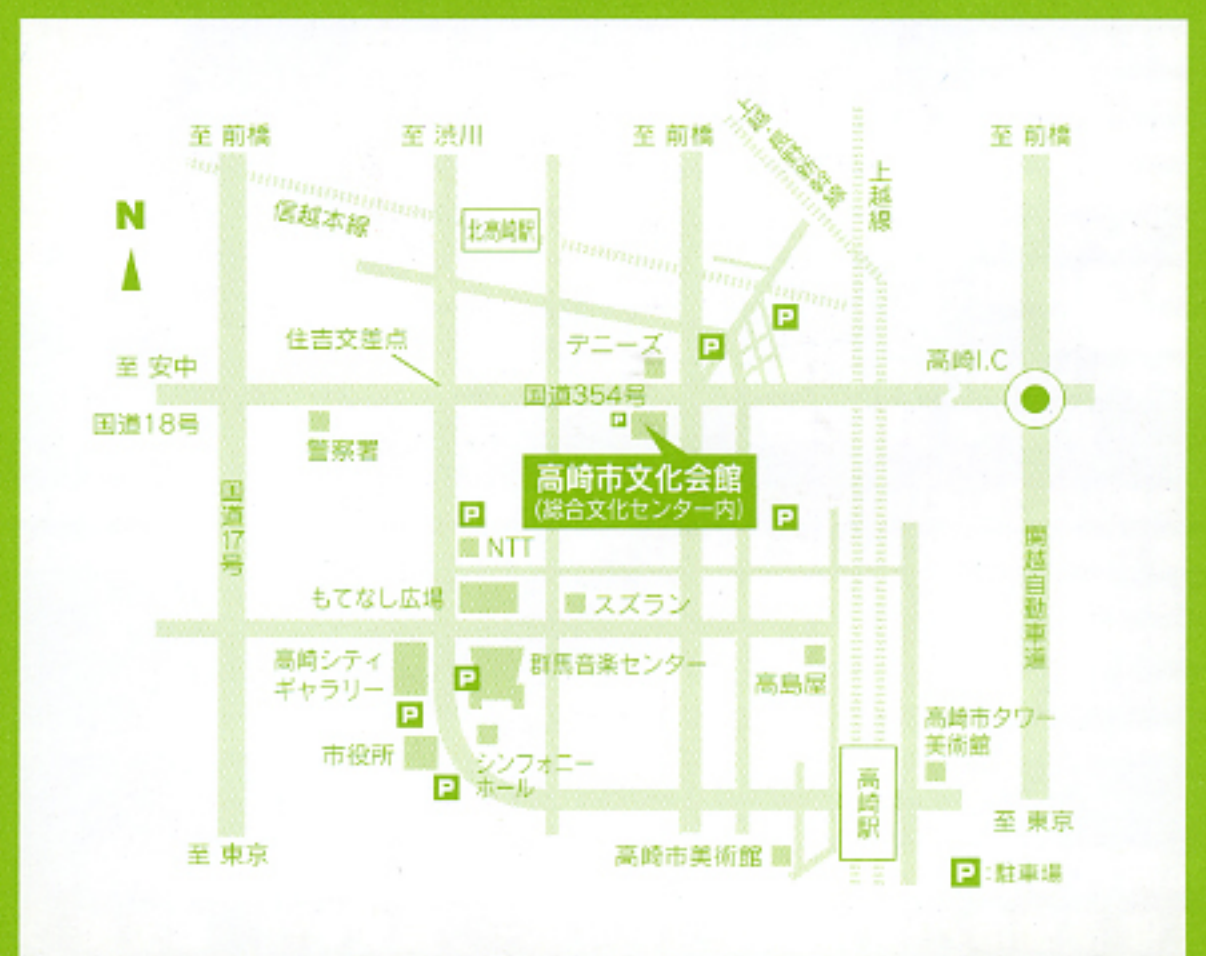 至 前橋
至 渋川
至 前橋
至 前橋
上越・長野新幹線
上越線
N
信越本線
北高崎駅
住吉交差点
デニーズ
P
P
高崎I.C
至 安中
国道354号
国道18号
P
警察署
高崎市文化会館
(総合文化センター内)
国道17号
P
P
NTT
関越自動車道
もてなし広場
スズラン
高崎シティ
ギャラリー
P
群馬音楽センター
高島屋
P
高崎市タワー
美術館
市役所
シンフォニー
ホール
P
高崎駅
至 東京
至 東京
高崎市美術館
P:駐車場